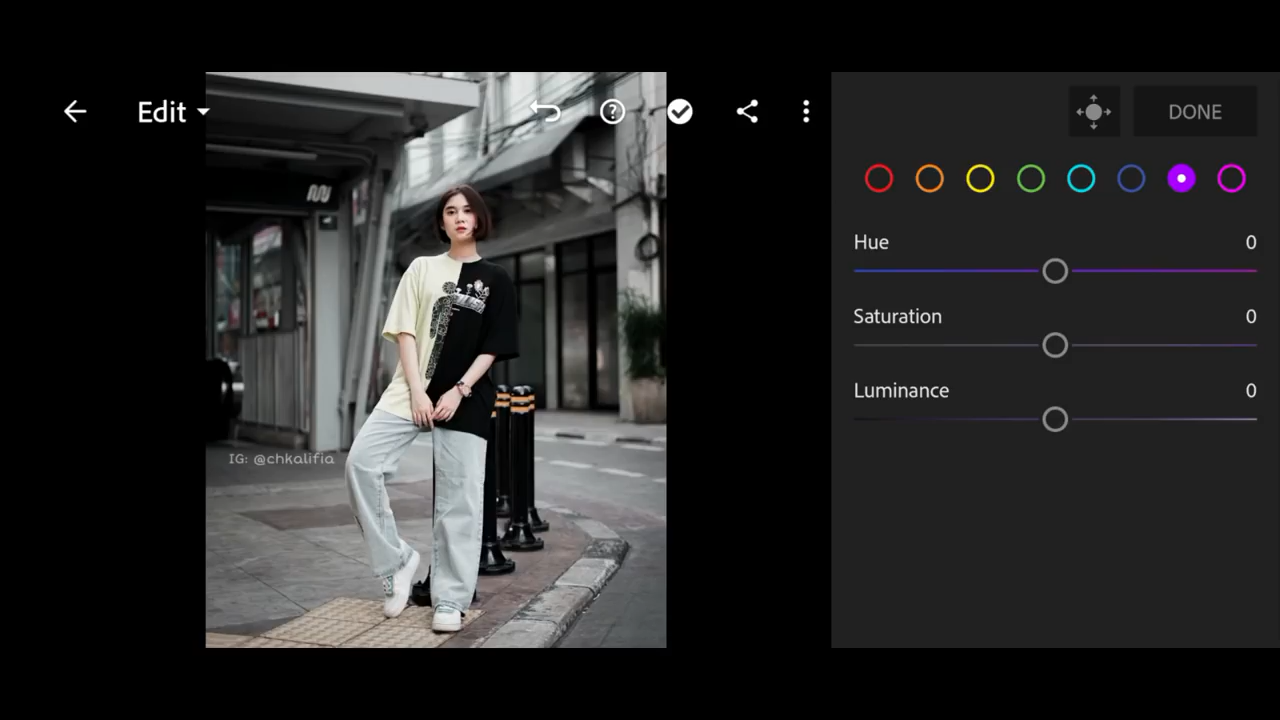 Edit
DONE
Hue 0
Saturation 0
Luminance 0
IG: @chkalifia